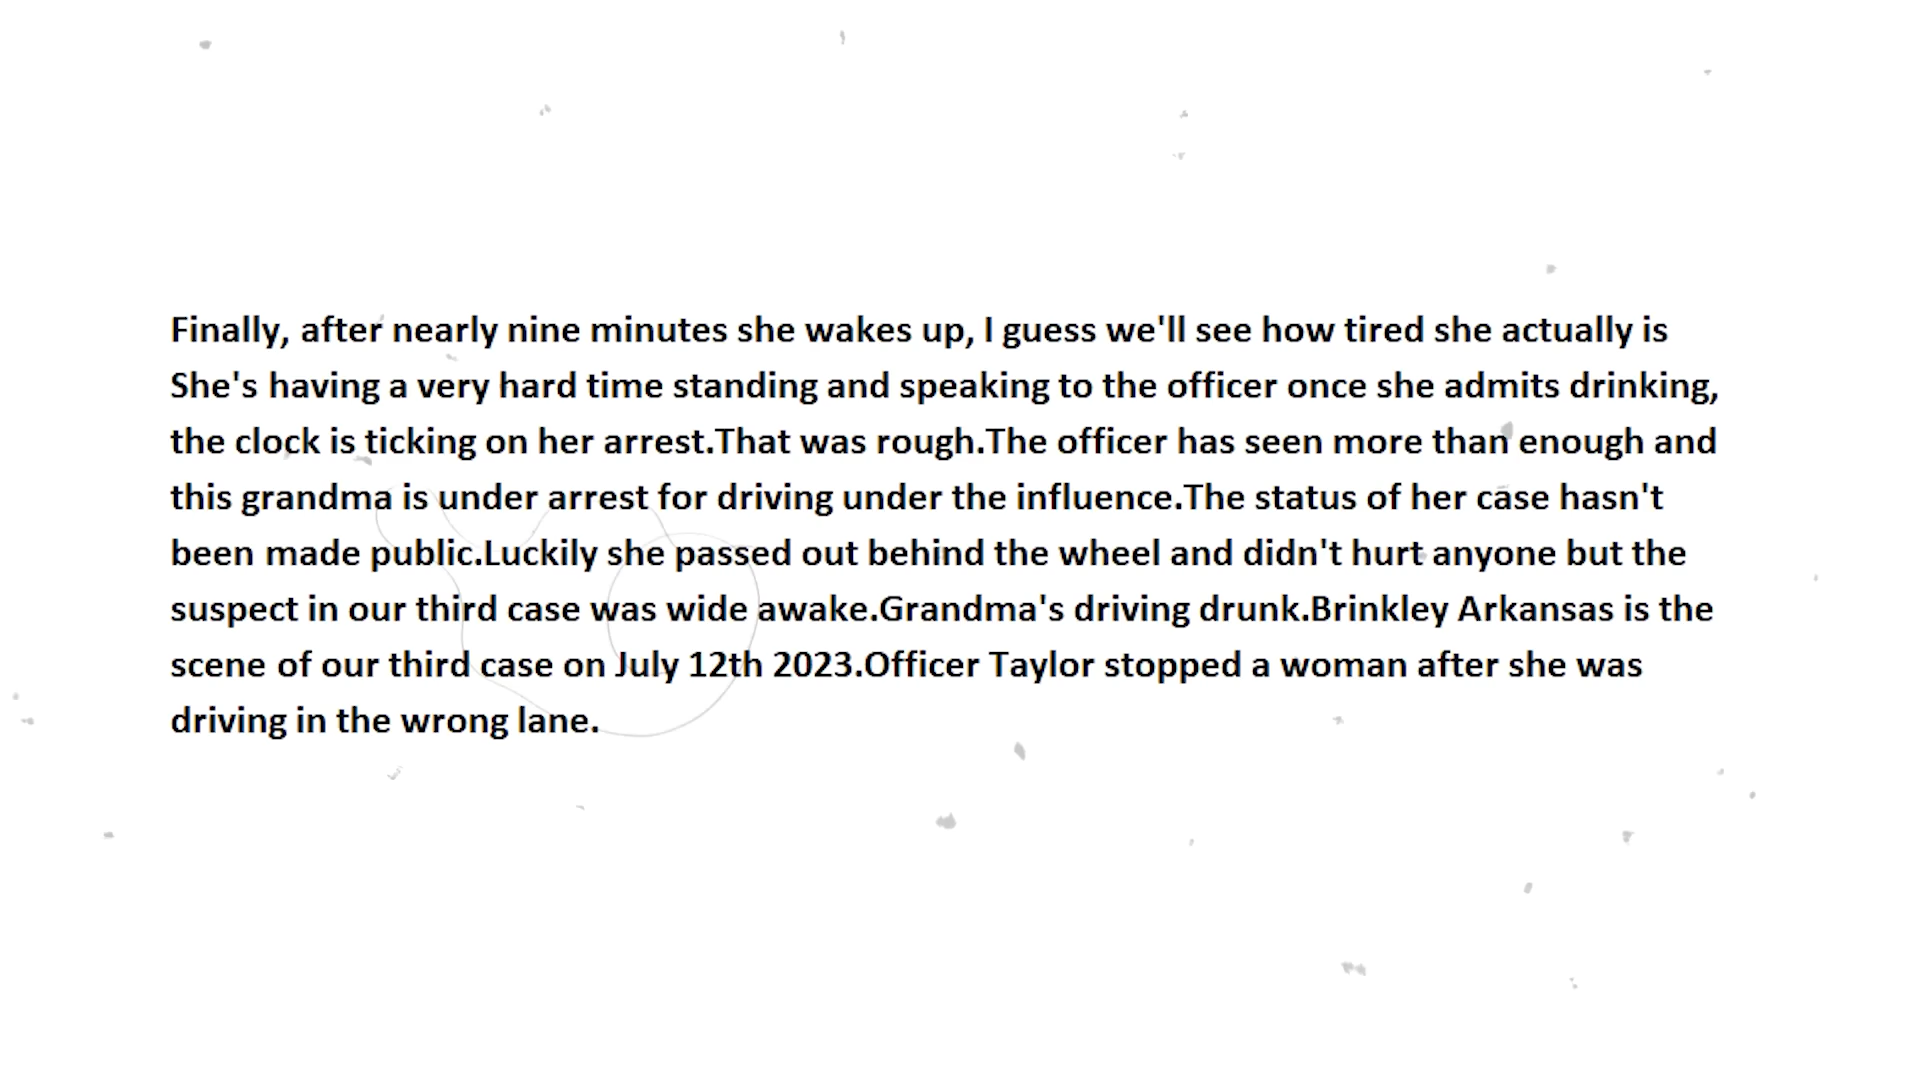 Finally, after nearly nine minutes she wakes up, I guess we'll see how tired she actually is
She's having a very hard time standing and speaking to the officer once she admits drinking,
the clock is ticking on her arrest.That was rough.The officer has seen more than enough and
this grandma is under arrest for driving under the influence.The status of her case hasn't
been made public.Luckily she passed out behind the wheel and didn't hurt anyone but the
suspect in our third case was wide awake.Grandma's driving drunk.Brinkley Arkansas is the
scene of our third case on July 12th 2023.Officer Taylor stopped a woman after she was
driving in the wrong lane.